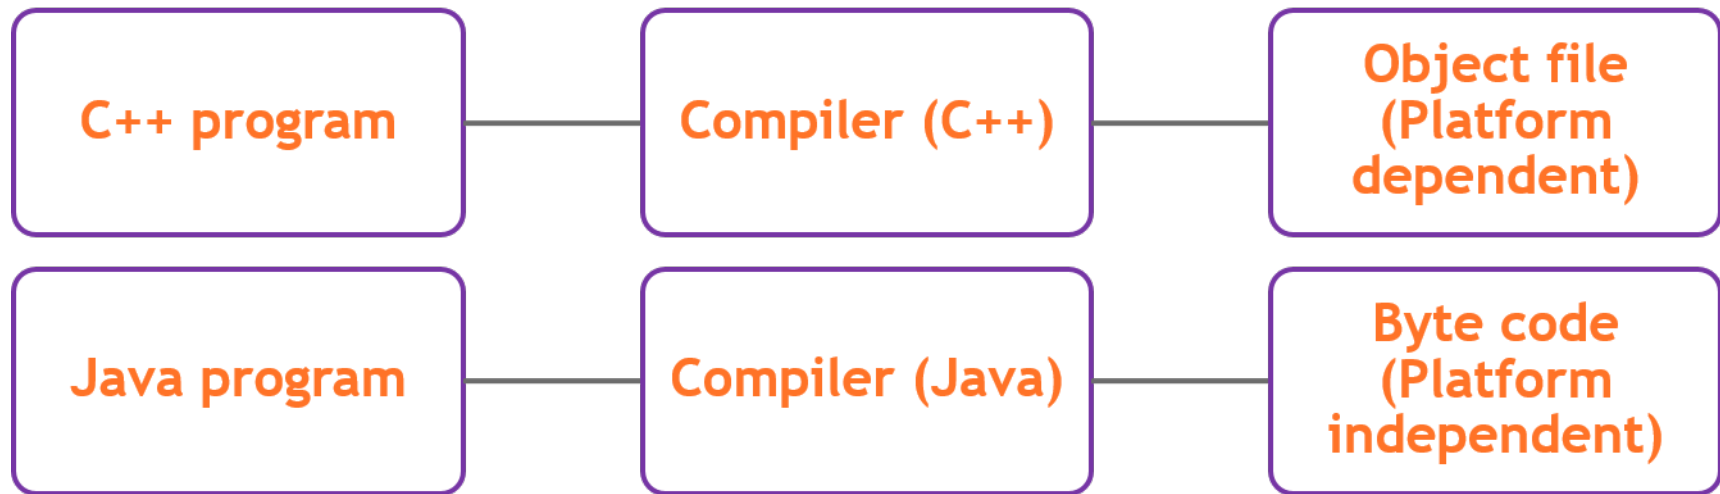 C++ program
Compiler (C++)
Object file
(Platform
dependent)
Java program
Compiler (Java)
Byte code
(Platform
independent)